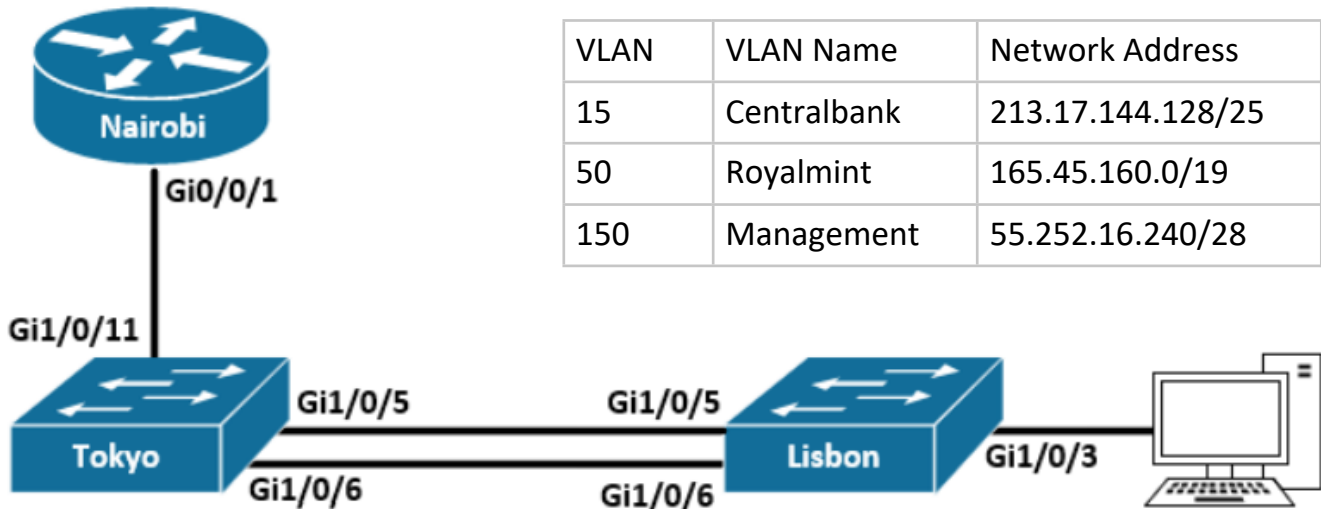 VLAN VLAN Name Network Address
15 Centralbank 213.17.144.128/25
50 Royalmint 165.45.160.0/19
150 Management 55.252.16.240/28
Nairobi
Gi0/0/1
Gi1/0/11
Gi1/0/5 Gi1/0/5
Tokyo Lisbon Gi1/0/3
Gi1/0/6 Gi1/0/6